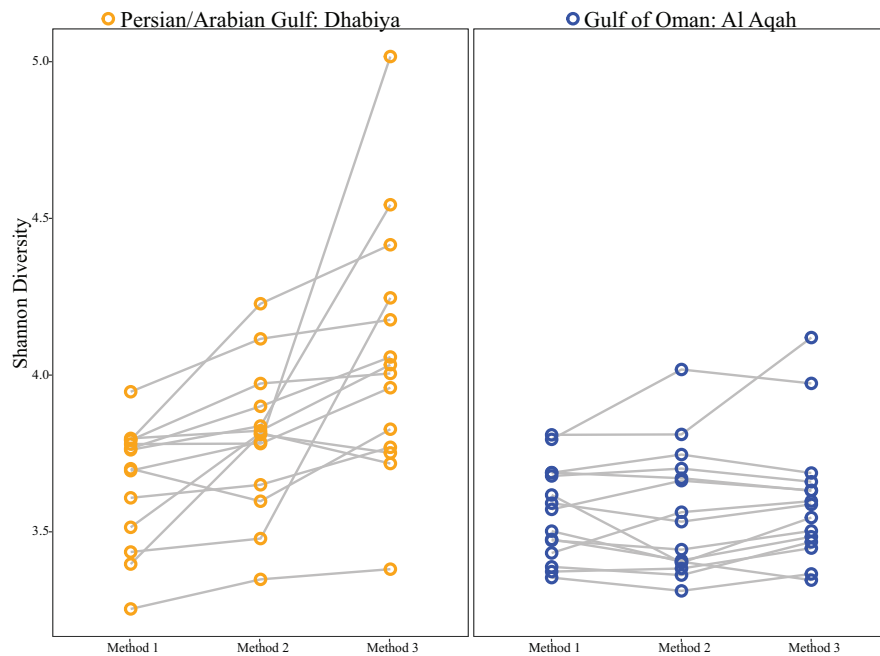 Persian/Arabian Gulf: Dhabiya
Gulf of Oman: Al Aqah
5.0
4.5
4.0
3.5
Shannon Diversity
Method 1
Method 2
Method 3
Method 1
Method 2
Method 3